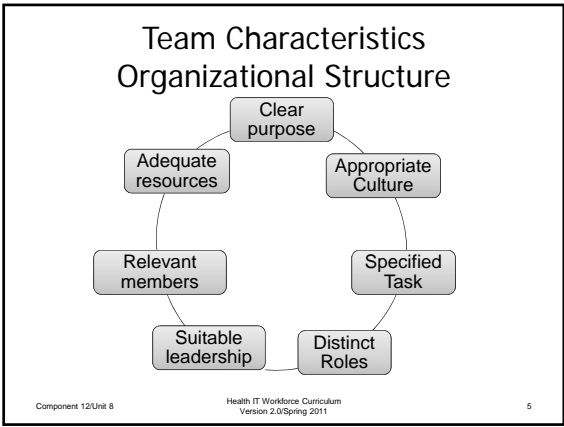 Team Characteristics
Organizational Structure
Clear
purpose
Appropriate
Culture
Specified
Task
Distinct
Roles
Suitable
leadership
Relevant
members
Adequate
resources
Component 12/Unit 8
Health IT Workforce Curriculum
Version 2.0/Spring 2011
5